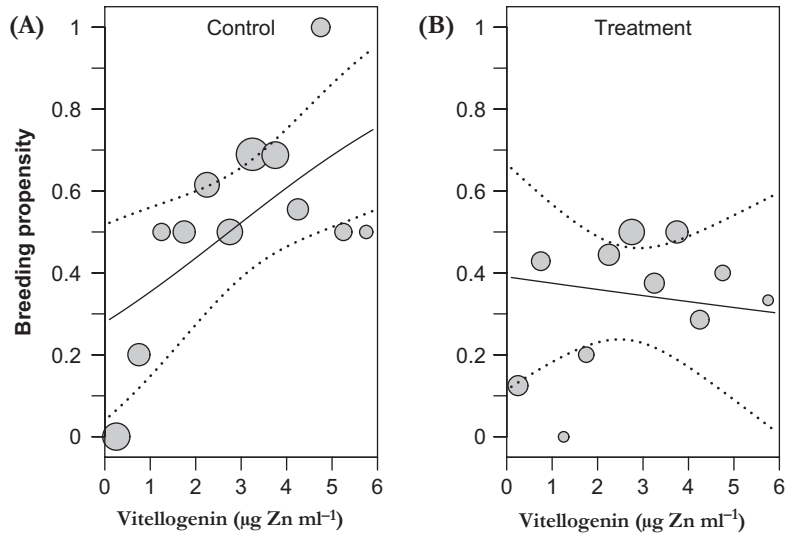 (A)
Control
Breeding propensity
1
0.8
0.6
0.4
0.2
0
0 1 2 3 4 5 6
Vitellogenin (µg Zn ml⁻¹)
(B)
Treatment
1
0.8
0.6
0.4
0.2
0
0 1 2 3 4 5 6
Vitellogenin (µg Zn ml⁻¹)